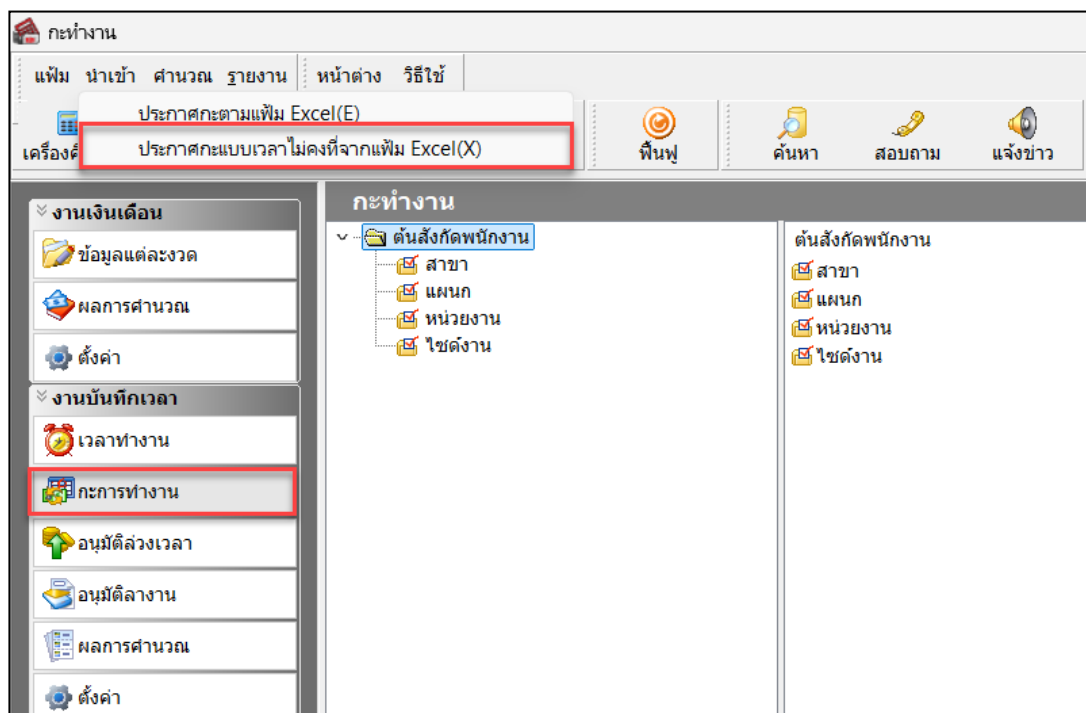 กะทำงาน
แฟ้ม นำเข้า คำนวณ รายงาน หน้าต่าง วิธีใช้
ประกาศกะตามแฟ้ม Excel(E)
ประกาศกะแบบเวลาไม่คงที่จากแฟ้ม Excel(X)
ฟื้นฟู ค้นหา สอบถาม แจ้งข่าว
งานเงินเดือน
ข้อมูลแต่ละงวด
ผลการคำนวณ
ตั้งค่า
งานบันทึกเวลา
เวลาทำงาน
กะการทำงาน
อนุมัติล่วงเวลา
อนุมัติลางาน
ผลการคำนวณ
ตั้งค่า
กะทำงาน
ต้นสังกัดพนักงาน
สาขา
แผนก
หน่วยงาน
ไซด์งาน
ต้นสังกัดพนักงาน
สาขา
แผนก
หน่วยงาน
ไซด์งาน